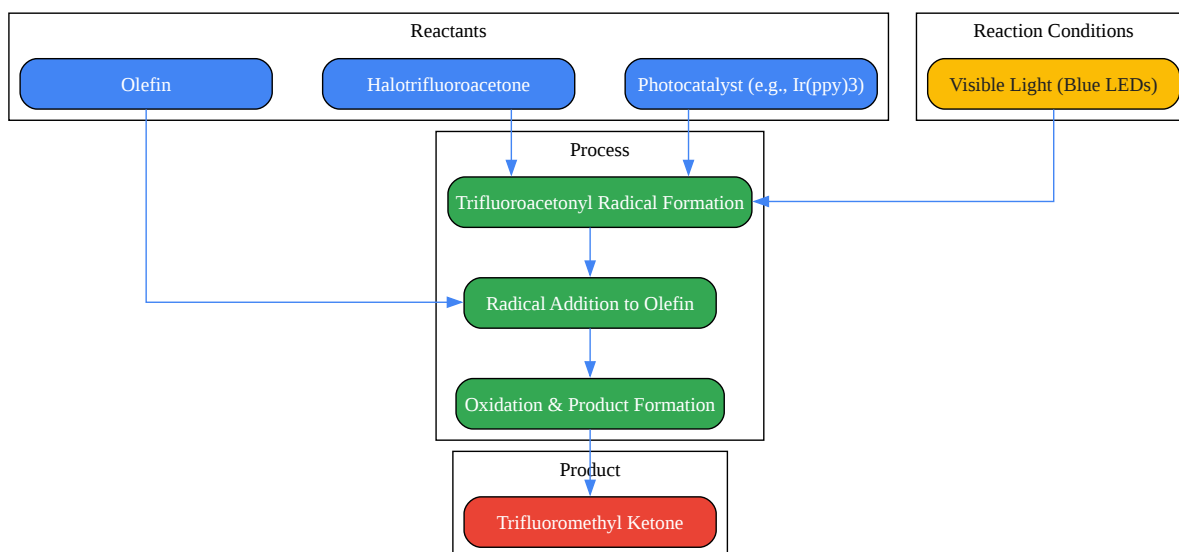 Reactants
Reaction Conditions
Olefin
Halotrifluoroacetone
Photocatalyst (e.g., Ir(ppy)3)
Visible Light (Blue LEDs)
Process
Trifluoroacetonyl Radical Formation
Radical Addition to Olefin
Oxidation & Product Formation
Product
Trifluoromethyl Ketone